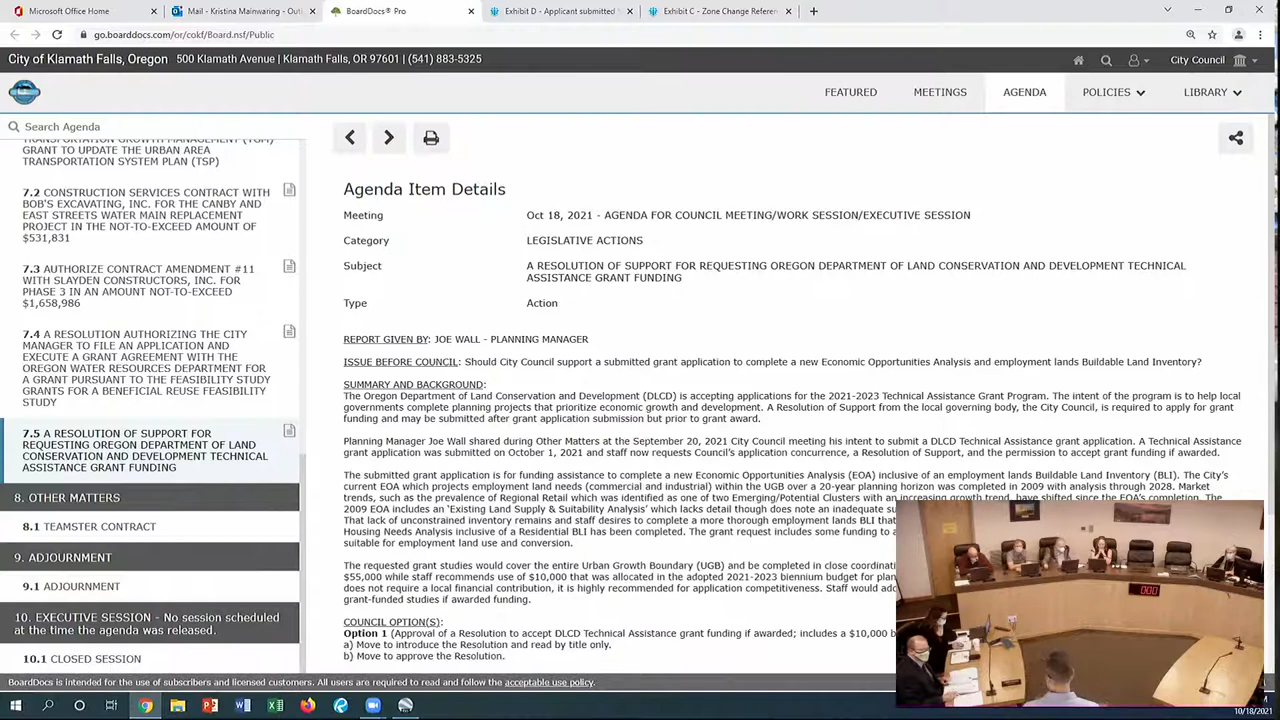 Office 365 Home
Mail - Kristina Mainwaring - Out
BoardDocs® Pro
Exhibit D - Applicant submitted S
Exhibit C - Zone Change Referen
go.boarddocs.com/or/cokf/Board.nsf/Public
City of Klamath Falls, Oregon 500 Klamath Avenue | Klamath Falls, OR 97601 | (541) 883-5325
City Council
FEATURED MEETINGS AGENDA POLICIES LIBRARY
Search Agenda
TRANSPORTATION GROWTH MANAGEMENT (TGM)
GRANT TO UPDATE THE URBAN AREA
TRANSPORTATION SYSTEM PLAN (TSP)
7.2 CONSTRUCTION SERVICES CONTRACT WITH
BOB'S EXCAVATING, INC. FOR THE CANBY AND
EAST STREETS WATER MAIN REPLACEMENT
PROJECT IN THE NOT-TO-EXCEED AMOUNT OF
$531,831
7.3 AUTHORIZE CONTRACT AMENDMENT #11
WITH SLAYDEN CONSTRUCTORS, INC. FOR
PHASE 3 IN AN AMOUNT NOT-TO-EXCEED
$1,658,986
7.4 A RESOLUTION AUTHORIZING THE CITY
MANAGER TO FILE AN APPLICATION AND
EXECUTE A GRANT AGREEMENT WITH THE
OREGON WATER RESOURCES DEPARTMENT FOR
A GRANT PURSUANT TO THE FEASIBILITY STUDY
GRANTS FOR A BENEFICIAL REUSE FEASIBILITY
STUDY
7.5 A RESOLUTION OF SUPPORT FOR
REQUESTING OREGON DEPARTMENT OF LAND
CONSERVATION AND DEVELOPMENT TECHNICAL
ASSISTANCE GRANT FUNDING
8. OTHER MATTERS
8.1 TEAMSTER CONTRACT
9. ADJOURNMENT
9.1 ADJOURNMENT
10. EXECUTIVE SESSION - No session scheduled
at the time the agenda was released.
10.1 CLOSED SESSION
Agenda Item Details
Meeting Oct 18, 2021 - AGENDA FOR COUNCIL MEETING/WORK SESSION/EXECUTIVE SESSION
Category LEGISLATIVE ACTIONS
Subject A RESOLUTION OF SUPPORT FOR REQUESTING OREGON DEPARTMENT OF LAND CONSERVATION AND DEVELOPMENT TECHNICAL
ASSISTANCE GRANT FUNDING
Type Action
REPORT GIVEN BY: JOE WALL - PLANNING MANAGER
ISSUE BEFORE COUNCIL: Should City Council support a submitted grant application to complete a new Economic Opportunities Analysis and employment lands Buildable Land Inventory?
SUMMARY AND BACKGROUND:
The Oregon Department of Land Conservation and Development (DLCD) is accepting applications for the 2021-2023 Technical Assistance Grant Program. The intent of the program is to help local
governments complete planning projects that prioritize economic growth and development. A Resolution of Support from the local governing body, the City Council, is required to apply for grant
funding and may be submitted after grant application submission but prior to grant award.
Planning Manager Joe Wall shared during Other Matters at the September 20, 2021 City Council meeting his intent to submit a DLCD Technical Assistance grant application. A Technical Assistance
grant application was submitted on October 1, 2021 and staff now requests Council's application concurrence, a Resolution of Support, and the permission to accept grant funding if awarded.
The submitted grant application is for funding assistance to complete a new Economic Opportunities Analysis (EOA) inclusive of an employment lands Buildable Land Inventory (BLI). The City's
current EOA which projects employment land needs (commercial and industrial) within the UGB over a 20-year planning horizon was completed in 2009 with analysis through 2028. Market
trends, such as the prevalence of Regional Retail which was identified as one of two Emerging/Potential Clusters with an increasing growth trend, have shifted since the EOA's completion. The
2009 EOA includes an 'Existing Land Supply & Suitability Analysis' which lacks detail though does note an inadequate su
That lack of unconstrained inventory remains and staff desires to complete a more thorough employment lands BLI that
Housing Needs Analysis inclusive of a Residential BLI has been completed. The grant request includes some funding to a
suitable for employment land use and conversion.
The requested grant studies would cover the entire Urban Growth Boundary (UGB) and be completed in close coordinati
$55,000 while staff recommends use of $10,000 that was allocated in the adopted 2021-2023 biennium budget for plan
does not require a local financial contribution, it is highly recommended for application competitiveness. Staff would add
grant-funded studies if awarded funding.
COUNCIL OPTION(S):
Option 1 (Approval of a Resolution to accept DLCD Technical Assistance grant funding if awarded; includes a $10,000 b
a) Move to introduce the Resolution and read by title only.
b) Move to approve the Resolution.
000
BoardDocs is intended for the use of subscribers and licensed customers. All users are required to read and follow the acceptable use policy.
10/18/2021